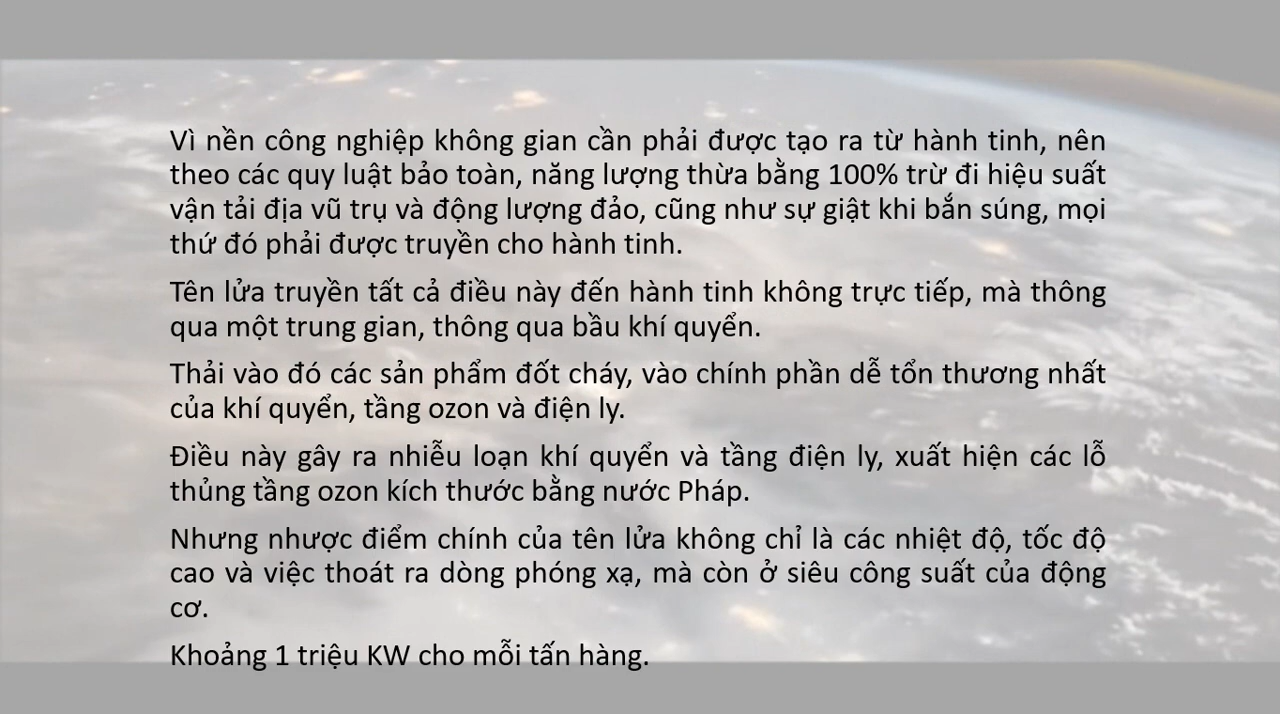 Vì nền công nghiệp không gian cần phải được tạo ra từ hành tinh, nên
theo các quy luật bảo toàn, năng lượng thừa bằng 100% trừ đi hiệu suất
vận tải địa vũ trụ và động lượng đảo, cũng như sự giật khi bắn súng, mọi
thứ đó phải được truyền cho hành tinh.
Tên lửa truyền tất cả điều này đến hành tinh không trực tiếp, mà thông
qua một trung gian, thông qua bầu khí quyển.
Thải vào đó các sản phẩm đốt cháy, vào chính phần dễ tổn thương nhất
của khí quyển, tầng ozon và điện ly.
Điều này gây ra nhiễu loạn khí quyển và tầng điện ly, xuất hiện các lỗ
thủng tầng ozon kích thước bằng nước Pháp.
Nhưng nhược điểm chính của tên lửa không chỉ là các nhiệt độ, tốc độ
cao và việc thoát ra dòng phóng xạ, mà còn ở siêu công suất của động
cơ.
Khoảng 1 triệu KW cho mỗi tấn hàng.